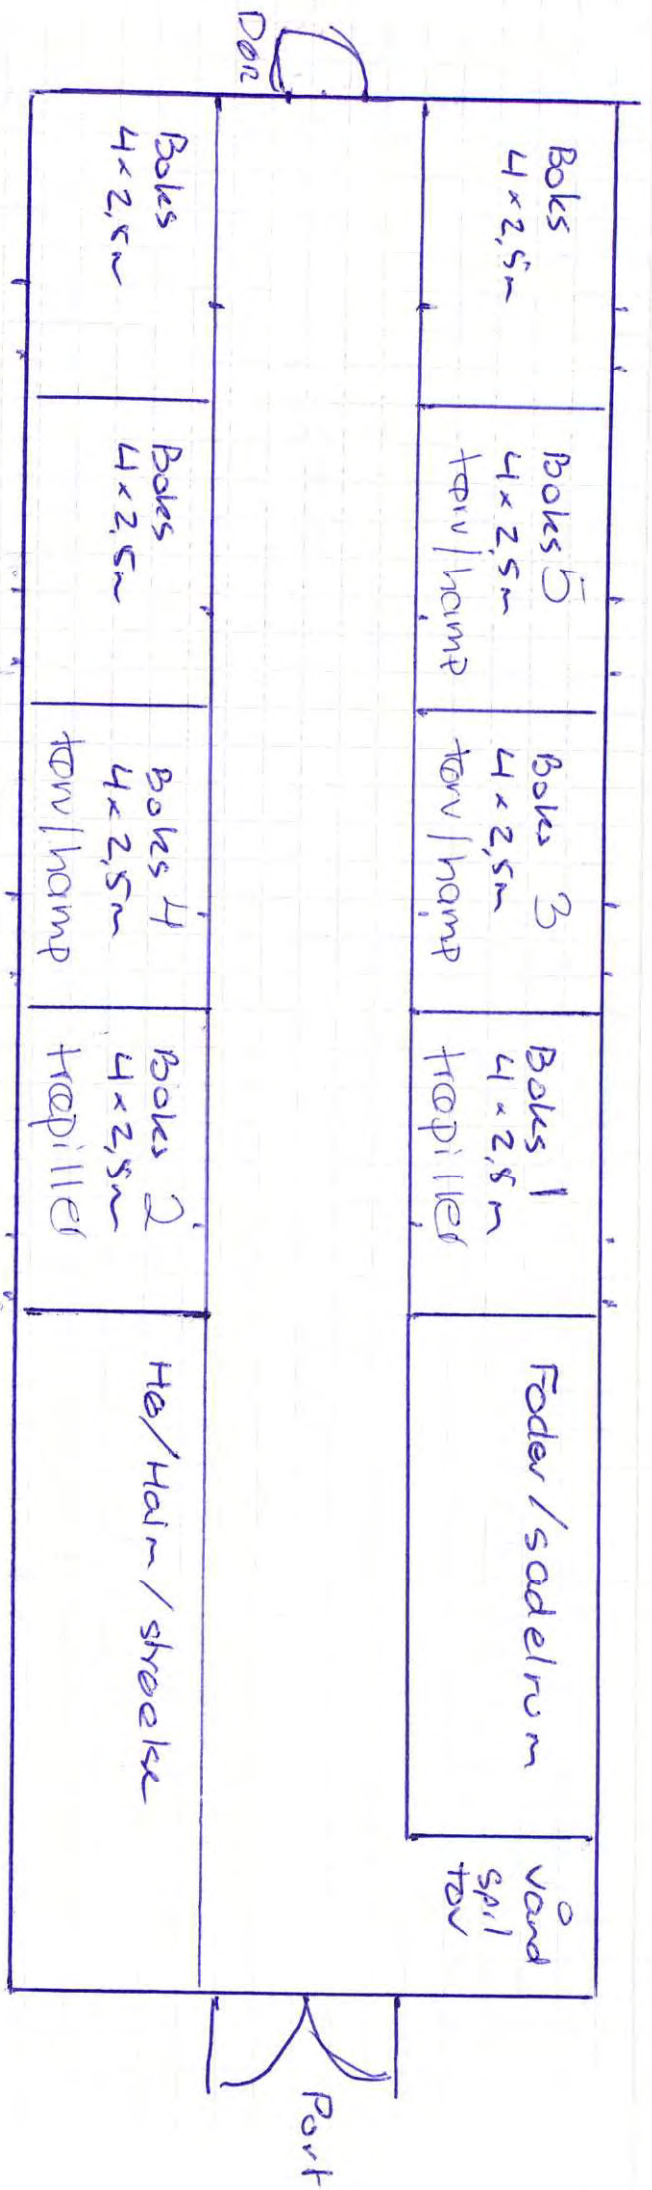 Boks
4 x 2,5m
Boks 5
4 x 2,5m
tørv/hamp
Boks 3
4 x 2,5m
tørv/hamp
Boks 1
4 x 2,5m
træpiller
Foder/sadelrum
vand
spil
tov
DØR
Port
Boks
4 x 2,5m
Boks
4 x 2,5m
Boks 4
4 x 2,5m
tørv/hamp
Boks 2
4 x 2,5m
træpiller
Hø/Halm/strøelse